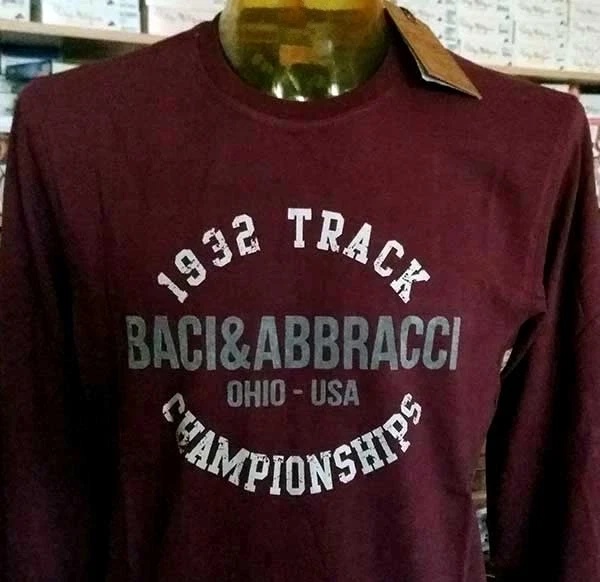 1932 TRACK
BACI&ABBRACCI
OHIO - USA
CHAMPIONSHIPS